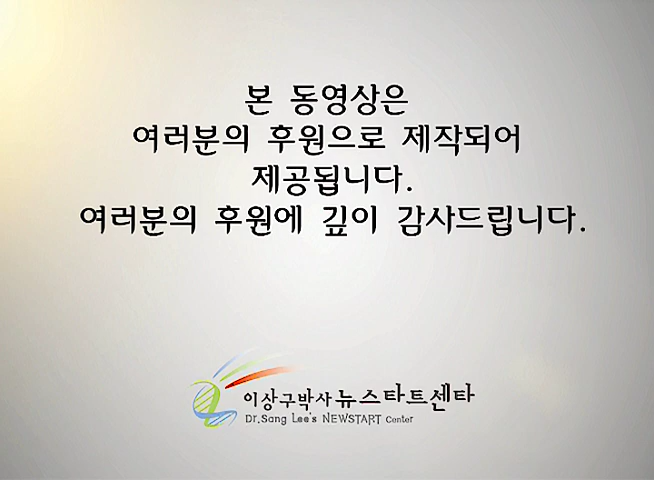 본 동영상은
여러분의 후원으로 제작되어
제공됩니다.
여러분의 후원에 깊이 감사드립니다.
이상구박사 뉴스타트센타
Dr.Sang Lee's NEWSTART Center